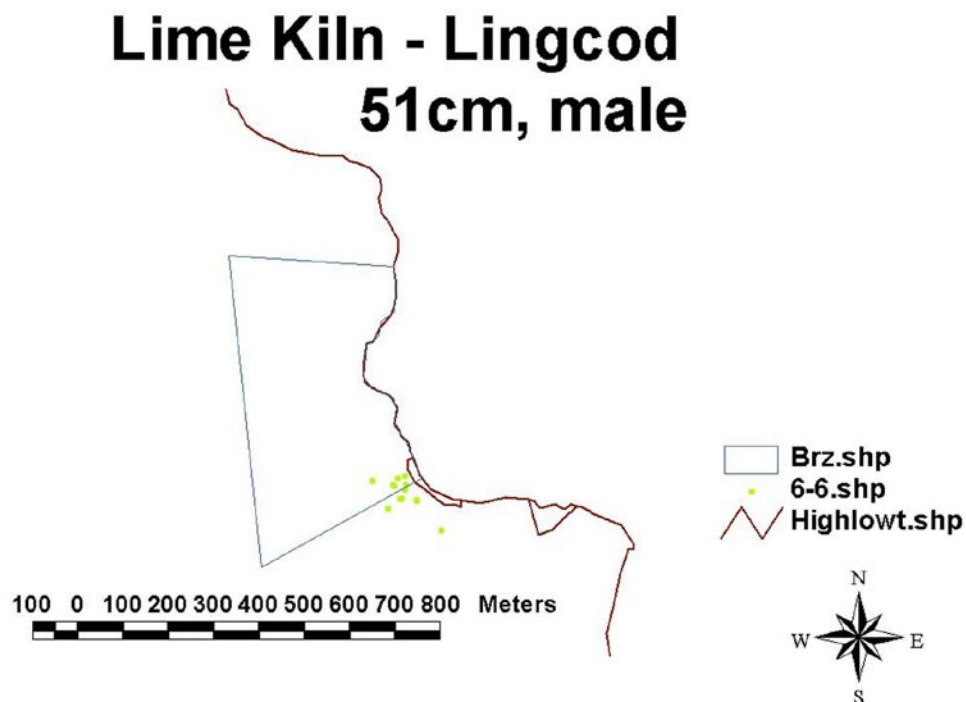 Lime Kiln - Lingcod
51cm, male
Brz.shp
6-6.shp
Highlowt.shp
100 0 100 200 300 400 500 600 700 800 Meters
N
W E
S